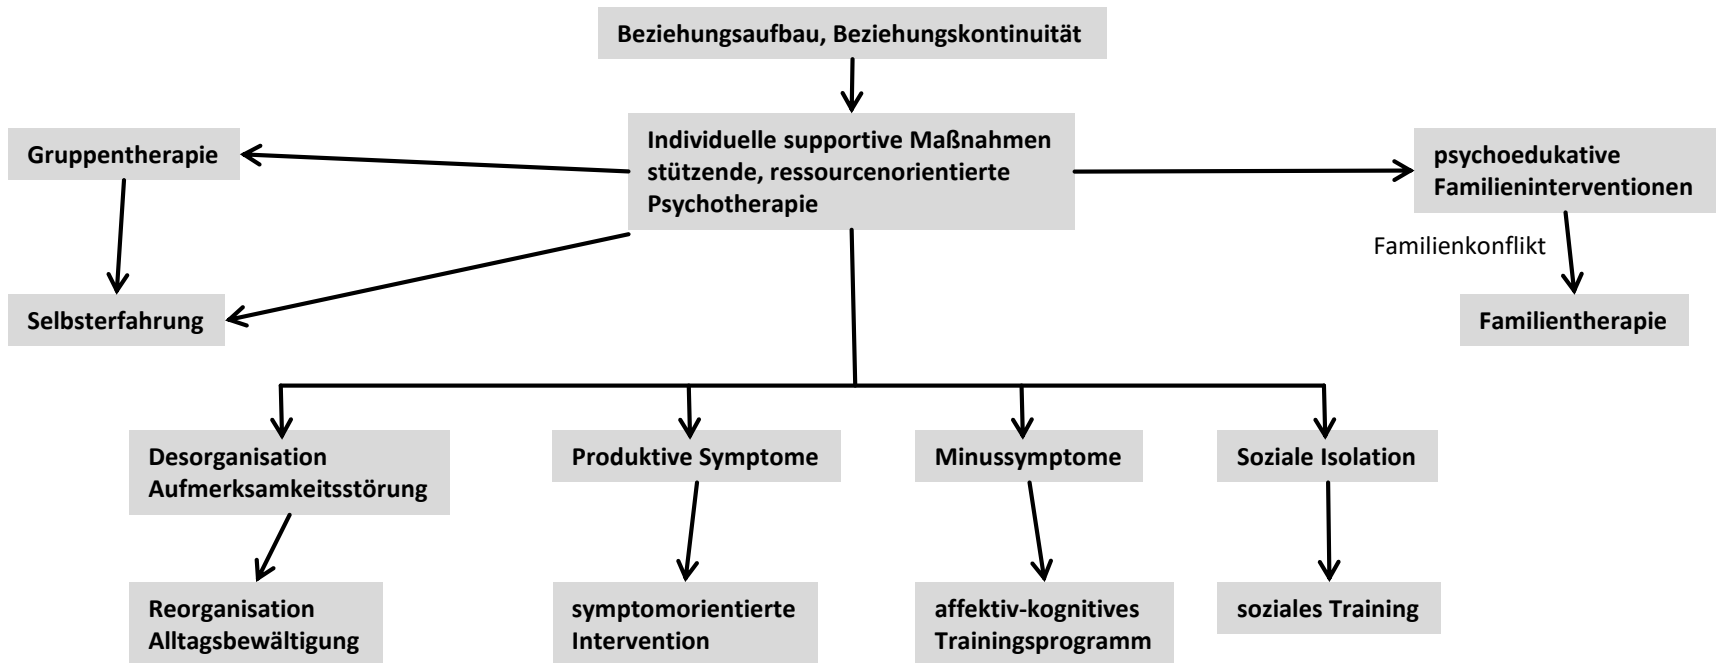 Beziehungsaufbau, Beziehungskontinuität
Gruppentherapie
Individuelle supportive Maßnahmen
stützende, ressourcenorientierte
Psychotherapie
psychoedukative
Familieninterventionen
Familienkonflikt
Selbsterfahrung
Familientherapie
Desorganisation
Aufmerksamkeitsstörung
Produktive Symptome
Minussymptome
Soziale Isolation
Reorganisation
Alltagsbewältigung
symptomorientierte
Intervention
affektiv-kognitives
Trainingsprogramm
soziales Training